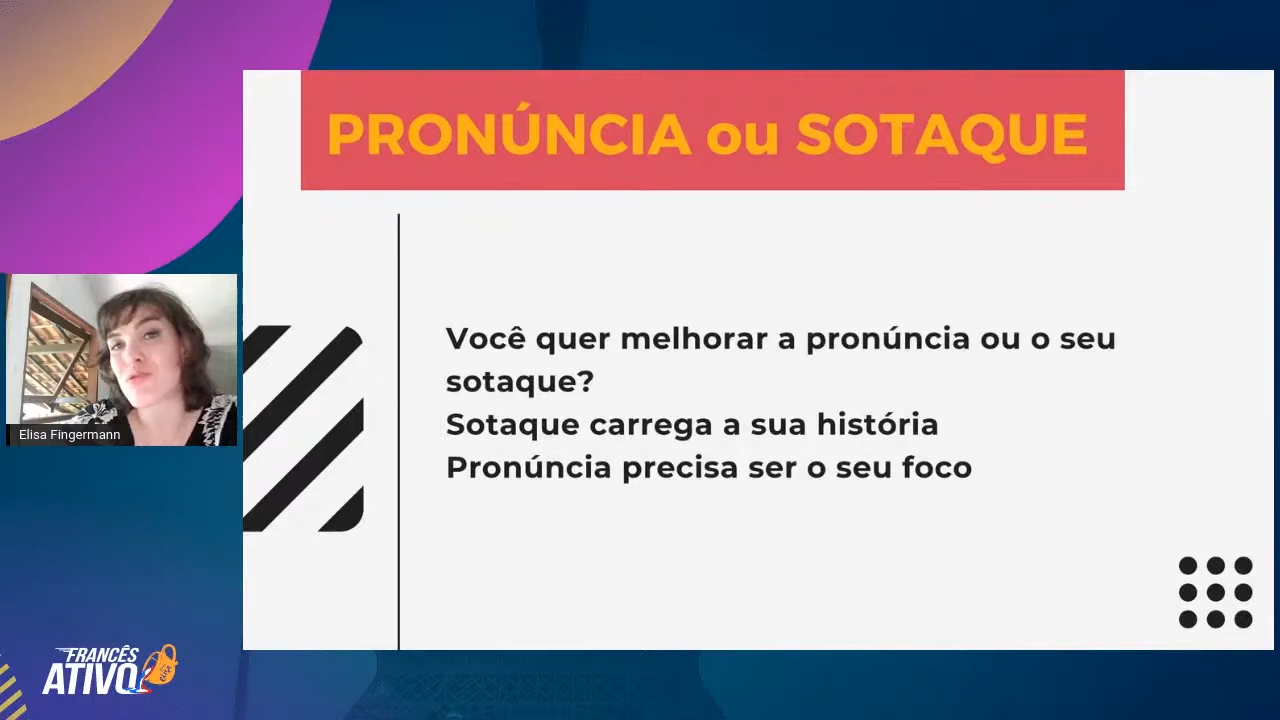 PRONÚNCIA ou SOTAQUE
Você quer melhorar a pronúncia ou o seu
sotaque?
Sotaque carrega a sua história
Pronúncia precisa ser o seu foco
Elisa Fingermann
FRANCÊS
ATIVO